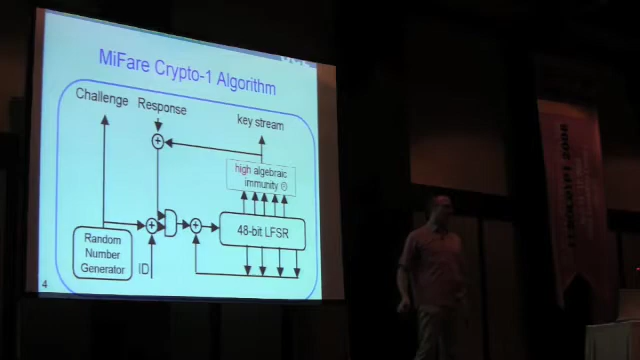 MiFare Crypto-1 Algorithm
Challenge
Response
key stream
high algebraic
immunity ☺
48-bit LFSR
Random
Number
Generator
ID
4